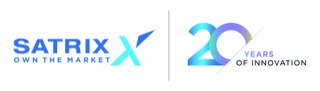 SATRIX
OWN THE MARKET
X
20
YEARS
OF INNOVATION